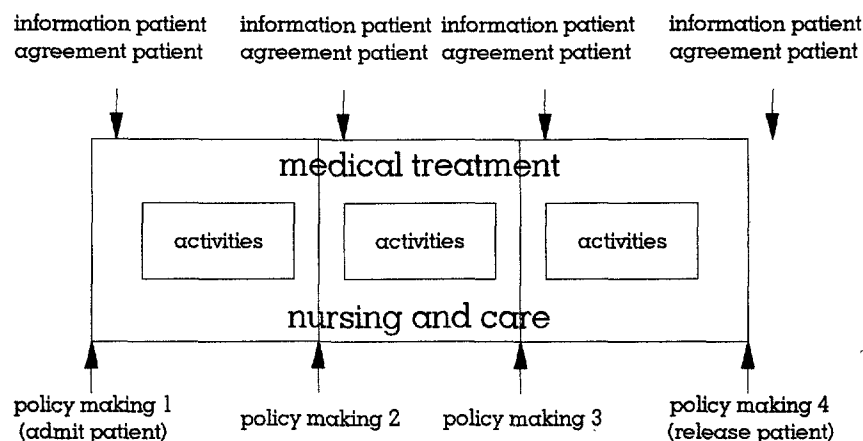 information patient
agreement patient
information patient
agreement patient
information patient
agreement patient
information patient
agreement patient
medical treatment
activities
activities
activities
nursing and care
policy making 1
(admit patient)
policy making 2
policy making 3
policy making 4
(release patient)